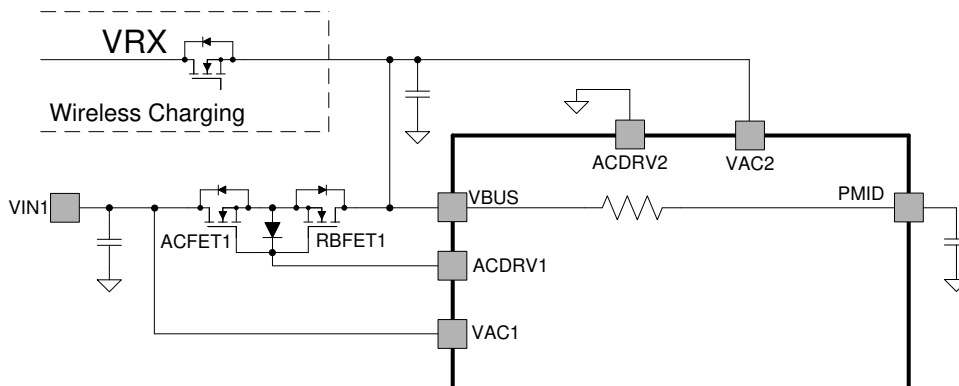 VRX
Wireless Charging
ACDRV2
VAC2
VIN1
ACFET1
RBFET1
VBUS
PMID
ACDRV1
VAC1